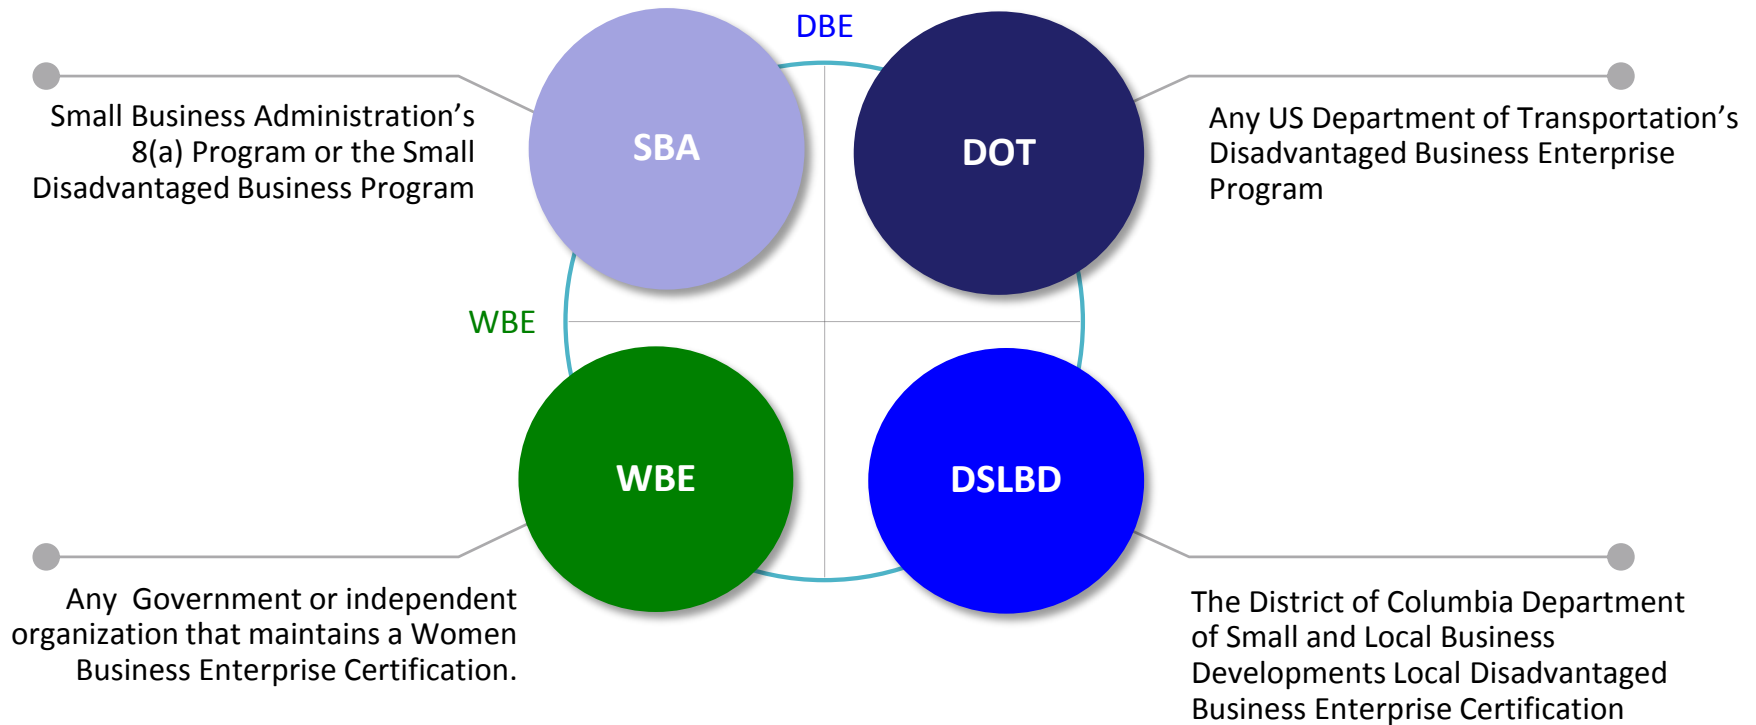 DBE
SBA
Small Business Administration’s
8(a) Program or the Small
Disadvantaged Business Program
DOT
Any US Department of Transportation’s
Disadvantaged Business Enterprise
Program
WBE
WBE
Any  Government or independent
organization that maintains a Women
Business Enterprise Certification.
DSLBD
The District of Columbia Department
of Small and Local Business
Developments Local Disadvantaged
Business Enterprise Certification